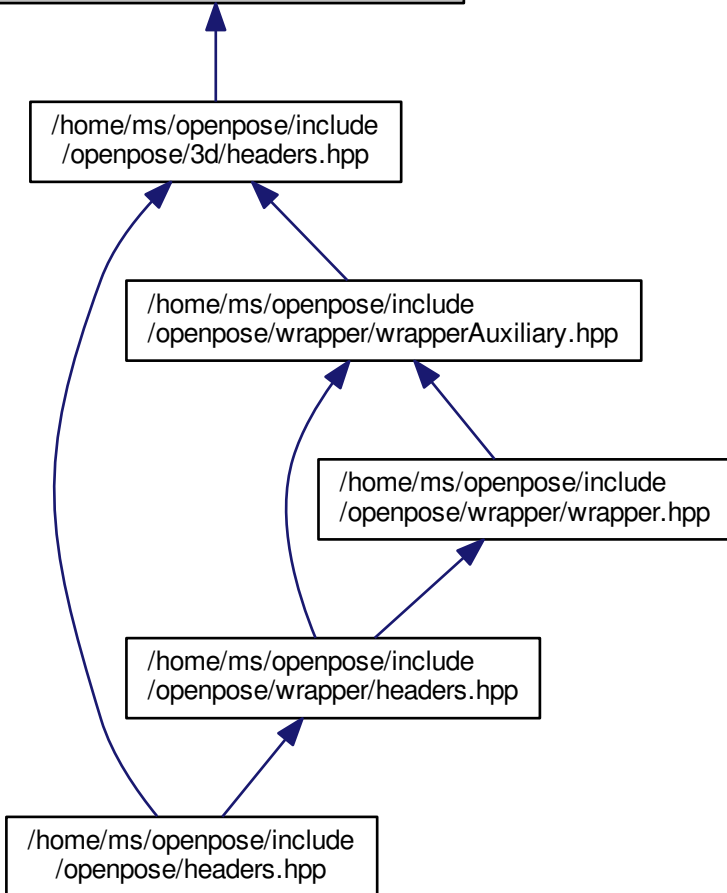 /home/ms/openpose/include
/openpose/3d/headers.hpp
/home/ms/openpose/include
/openpose/wrapper/wrapperAuxiliary.hpp
/home/ms/openpose/include
/openpose/wrapper/wrapper.hpp
/home/ms/openpose/include
/openpose/wrapper/headers.hpp
/home/ms/openpose/include
/openpose/headers.hpp